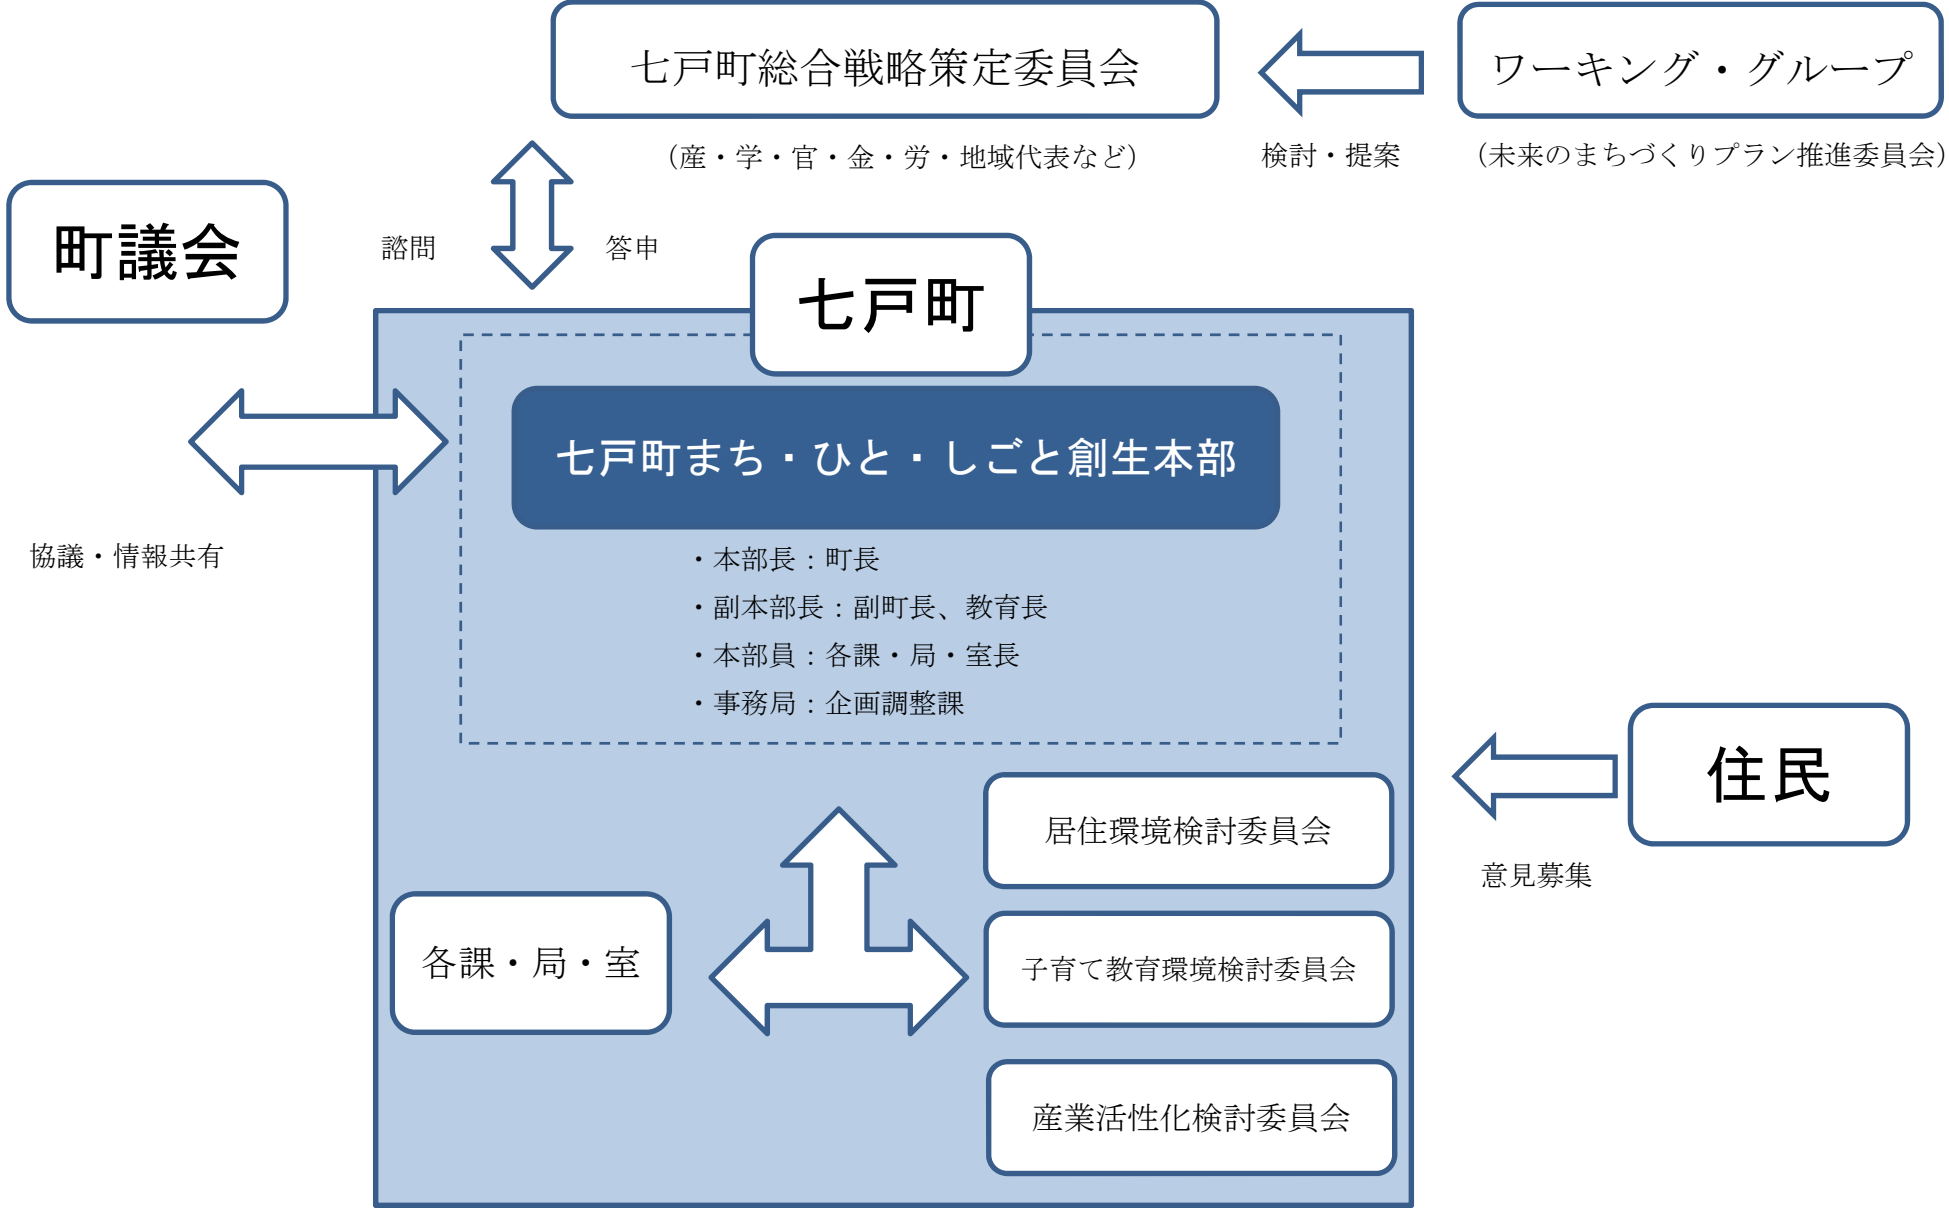 七戸町総合戦略策定委員会
ワーキング・グループ
（産・学・官・金・労・地域代表など）
検討・提案
（未来のまちづくりプラン推進委員会）
町議会
諮問
答申
七戸町
七戸町まち・ひと・しごと創生本部
協議・情報共有
・本部長：町長
・副本部長：副町長、教育長
・本部員：各課・局・室長
・事務局：企画調整課
住民
意見募集
居住環境検討委員会
各課・局・室
子育て教育環境検討委員会
産業活性化検討委員会